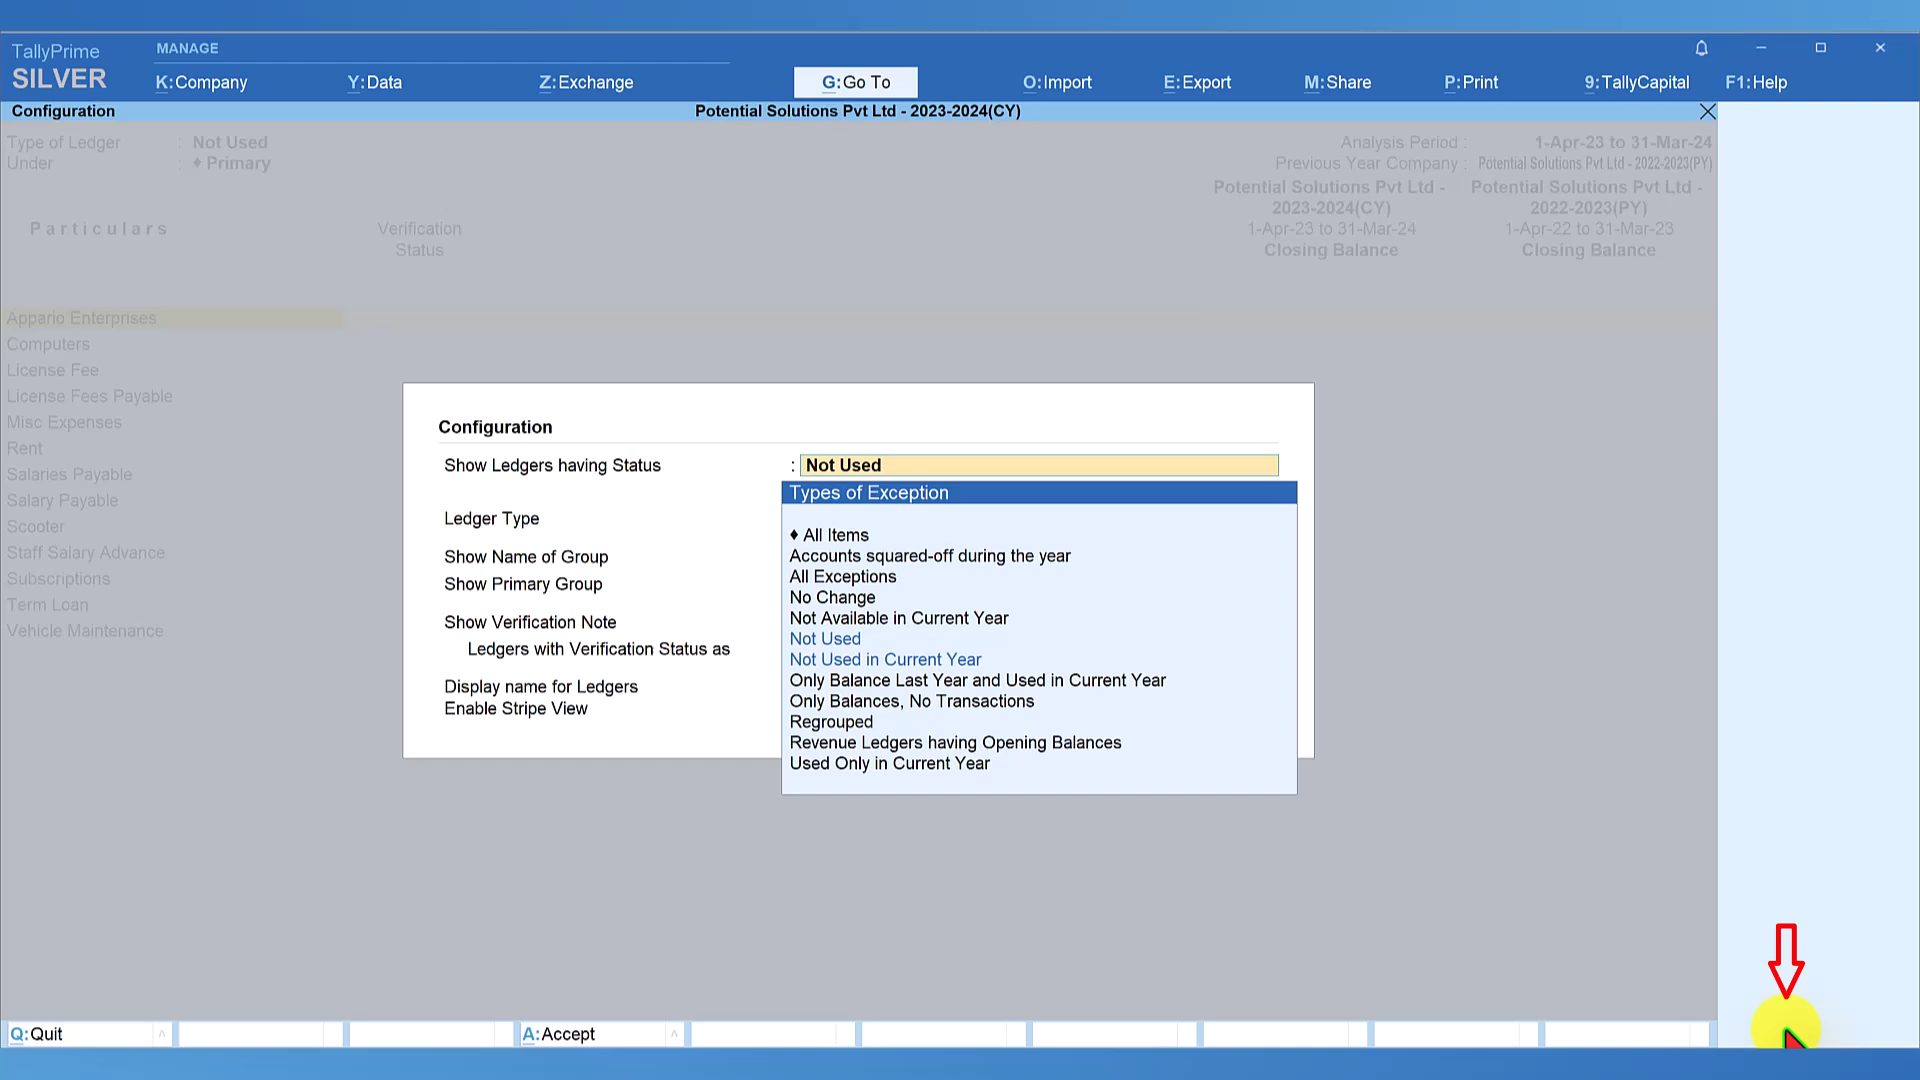 TallyPrime
SILVER
MANAGE
K:Company
Y:Data
Z:Exchange
G:Go To
O:Import
E:Export
M:Share
P:Print
9:TallyCapital
F1:Help
Configuration
Potential Solutions Pvt Ltd - 2023-2024(CY)
Type of Ledger : Not Used
Under : ♦ Primary
Analysis Period : 1-Apr-23 to 31-Mar-24
Previous Year Company : Potential Solutions Pvt Ltd - 2022-2023(PY)
Particulars
Verification
Status
Potential Solutions Pvt Ltd -
2023-2024(CY)
1-Apr-23 to 31-Mar-24
Closing Balance
Potential Solutions Pvt Ltd -
2022-2023(PY)
1-Apr-22 to 31-Mar-23
Closing Balance
Appario Enterprises
Computers
License Fee
License Fees Payable
Misc Expenses
Rent
Salaries Payable
Salary Payable
Scooter
Staff Salary Advance
Subscriptions
Term Loan
Vehicle Maintenance
Configuration
Show Ledgers having Status : Not Used
Ledger Type
Show Name of Group
Show Primary Group
Show Verification Note
Ledgers with Verification Status as
Display name for Ledgers
Enable Stripe View
Types of Exception
♦ All Items
Accounts squared-off during the year
All Exceptions
No Change
Not Available in Current Year
Not Used
Not Used in Current Year
Only Balance Last Year and Used in Current Year
Only Balances, No Transactions
Regrouped
Revenue Ledgers having Opening Balances
Used Only in Current Year
Q:Quit
A:Accept